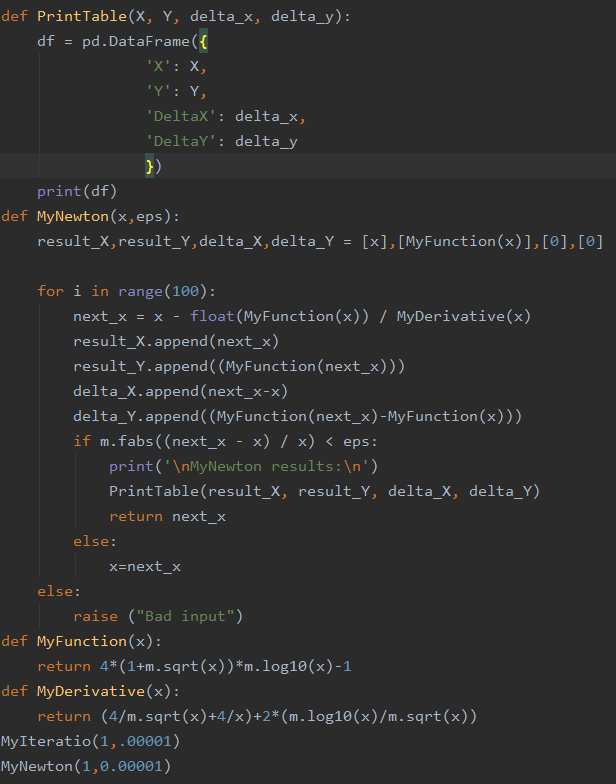 def PrintTable(X, Y, delta_x, delta_y):
    df = pd.DataFrame({
                'X': X,
                'Y': Y,
                'DeltaX': delta_x,
                'DeltaY': delta_y
                })
    print(df)
def MyNewton(x,eps):
    result_X,result_Y,delta_X,delta_Y = [x],[MyFunction(x)],[0],[0]

    for i in range(100):
        next_x = x - float(MyFunction(x)) / MyDerivative(x)
        result_X.append(next_x)
        result_Y.append((MyFunction(next_x)))
        delta_X.append(next_x-x)
        delta_Y.append((MyFunction(next_x)-MyFunction(x)))
        if m.fabs((next_x - x) / x) < eps:
            print('\nMyNewton results:\n')
            PrintTable(result_X, result_Y, delta_X, delta_Y)
            return next_x
        else:
            x=next_x
    else:
        raise ("Bad input")
def MyFunction(x):
    return 4*(1+m.sqrt(x))*m.log10(x)-1
def MyDerivative(x):
    return (4/m.sqrt(x)+4/x)+2*(m.log10(x)/m.sqrt(x))
MyIteratio(1,.00001)
MyNewton(1,0.00001)